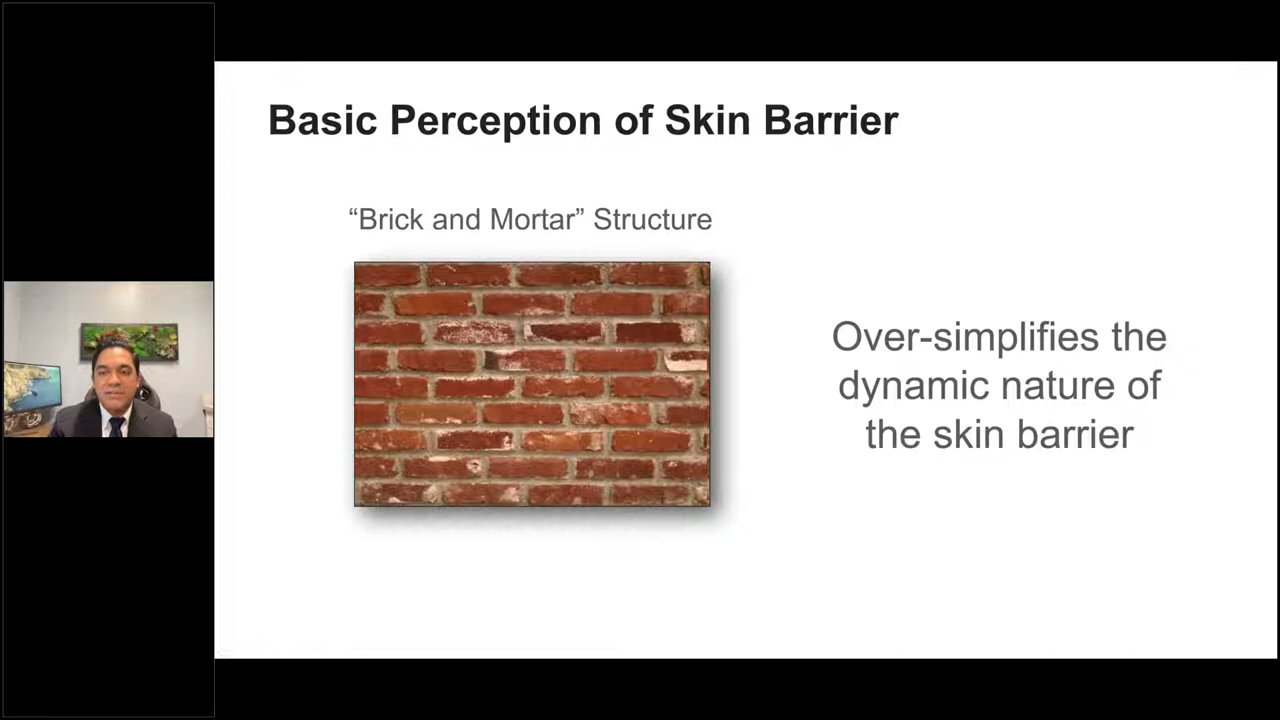 Basic Perception of Skin Barrier
“Brick and Mortar” Structure
Over-simplifies the
dynamic nature of
the skin barrier